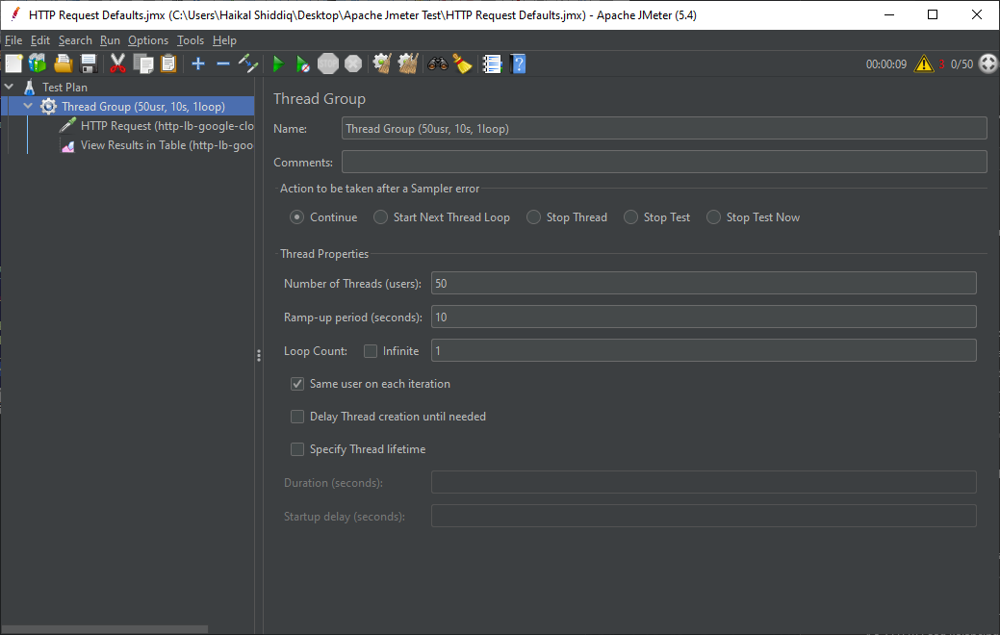 HTTP Request Defaults.jmx (C:\Users\Haikal Shiddiq\Desktop\Apache Jmeter Test\HTTP Request Defaults.jmx) - Apache JMeter (5.4)
File Edit Search Run Options Tools Help
STOP 00:00:09 3 0/50
Test Plan
Thread Group (50usr, 10s, 1loop)
HTTP Request (http-lb-google-clo
View Results in Table (http-lb-goo
Thread Group
Name: Thread Group (50usr, 10s, 1loop)
Comments:
Action to be taken after a Sampler error
Continue Start Next Thread Loop Stop Thread Stop Test Stop Test Now
Thread Properties
Number of Threads (users): 50
Ramp-up period (seconds): 10
Loop Count: Infinite 1
Same user on each iteration
Delay Thread creation until needed
Specify Thread lifetime
Duration (seconds):
Startup delay (seconds):